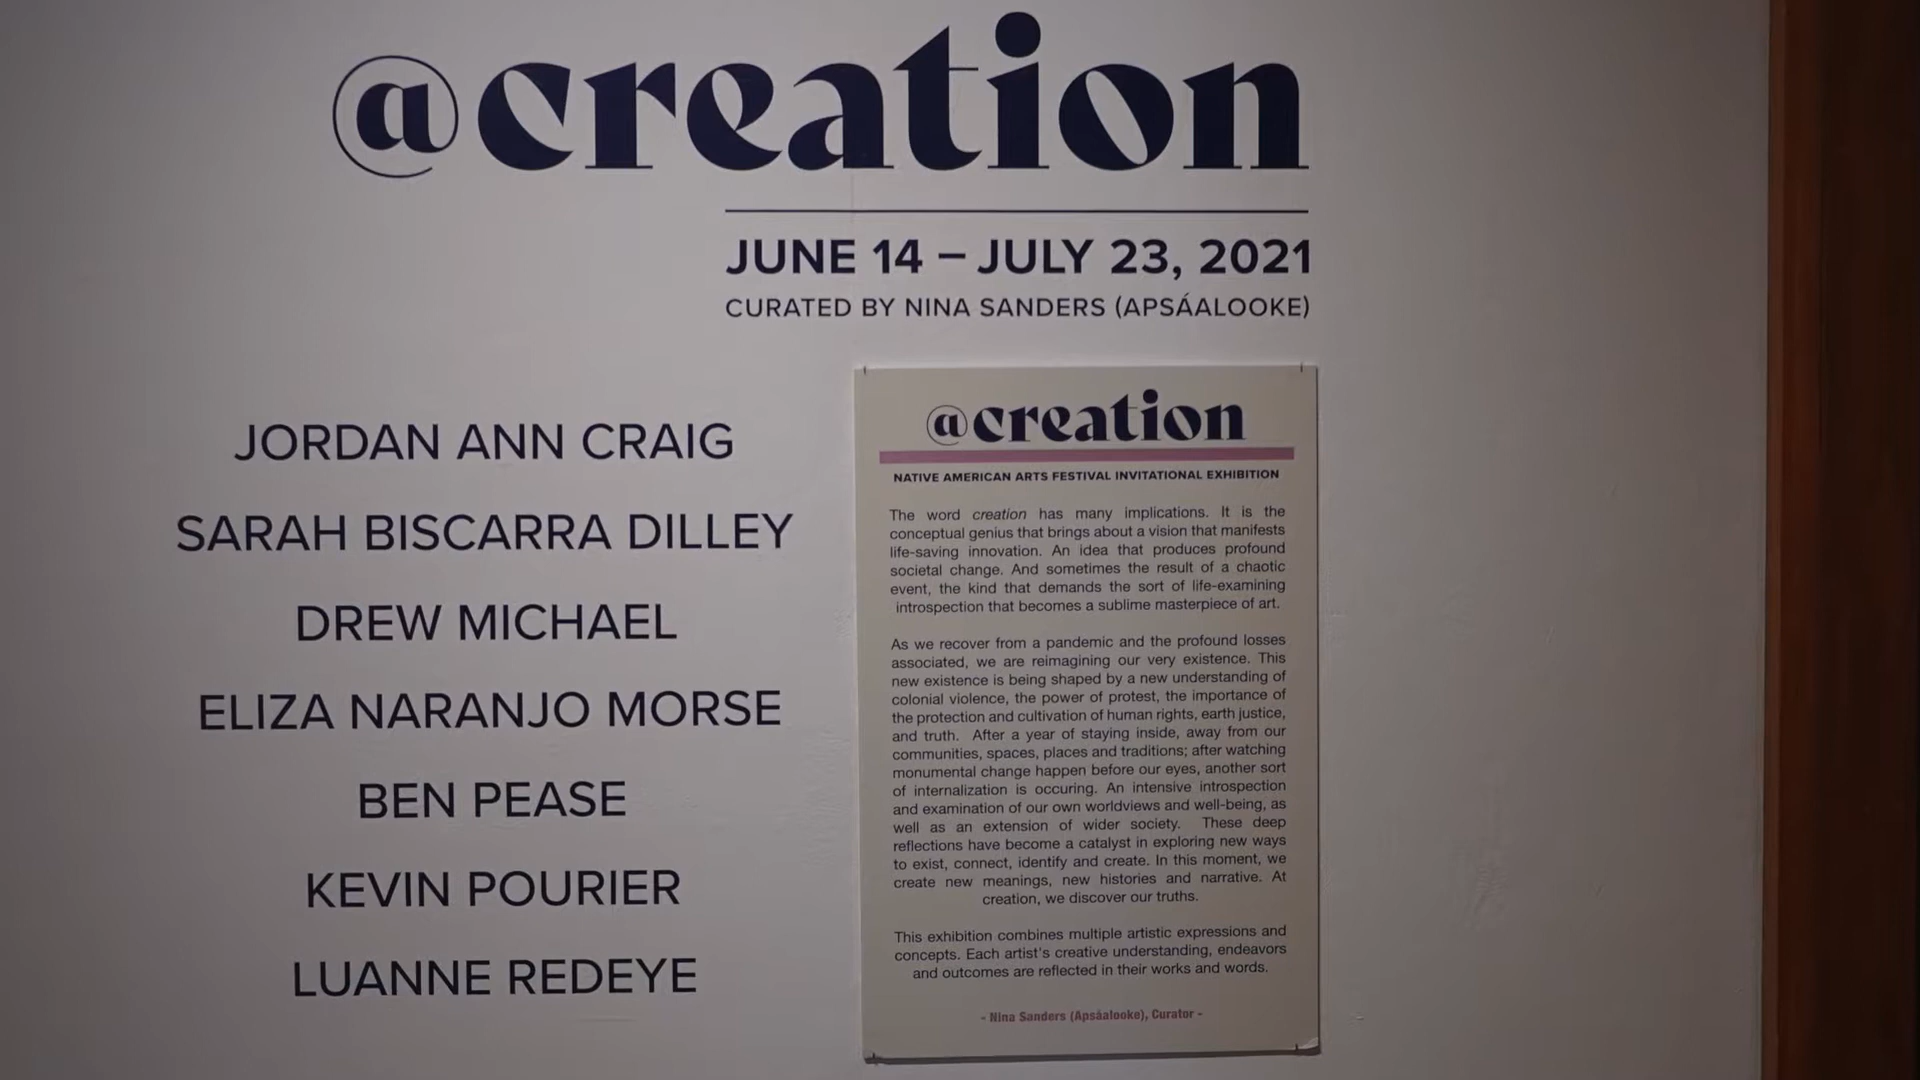 @creation
JUNE 14 – JULY 23, 2021
CURATED BY NINA SANDERS (APSÁALOOKE)
JORDAN ANN CRAIG
SARAH BISCARRA DILLEY
DREW MICHAEL
ELIZA NARANJO MORSE
BEN PEASE
KEVIN POURIER
LUANNE REDEYE
@creation
NATIVE AMERICAN ARTS FESTIVAL INVITATIONAL EXHIBITION
The word creation has many implications. It is the
conceptual genius that brings about a vision that manifests
life-saving innovation. An idea that produces profound
societal change. And sometimes the result of a chaotic
event, the kind that demands the sort of life-examining
introspection that becomes a sublime masterpiece of art.
As we recover from a pandemic and the profound losses
associated, we are reimagining our very existence. This
new existence is being shaped by a new understanding of
colonial violence, the power of protest, the importance of
the protection and cultivation of human rights, earth justice,
and truth. After a year of staying inside, away from our
communities, spaces, places and traditions; after watching
monumental change happen before our eyes, another sort
of internalization is occuring. An intensive introspection
and examination of our own worldviews and well-being, as
well as an extension of wider society. These deep
reflections have become a catalyst in exploring new ways
to exist, connect, identify and create. In this moment, we
create new meanings, new histories and narrative. At
creation, we discover our truths.
This exhibition combines multiple artistic expressions and
concepts. Each artist's creative understanding, endeavors
and outcomes are reflected in their works and words.
- Nina Sanders (Apsáalooke), Curator -